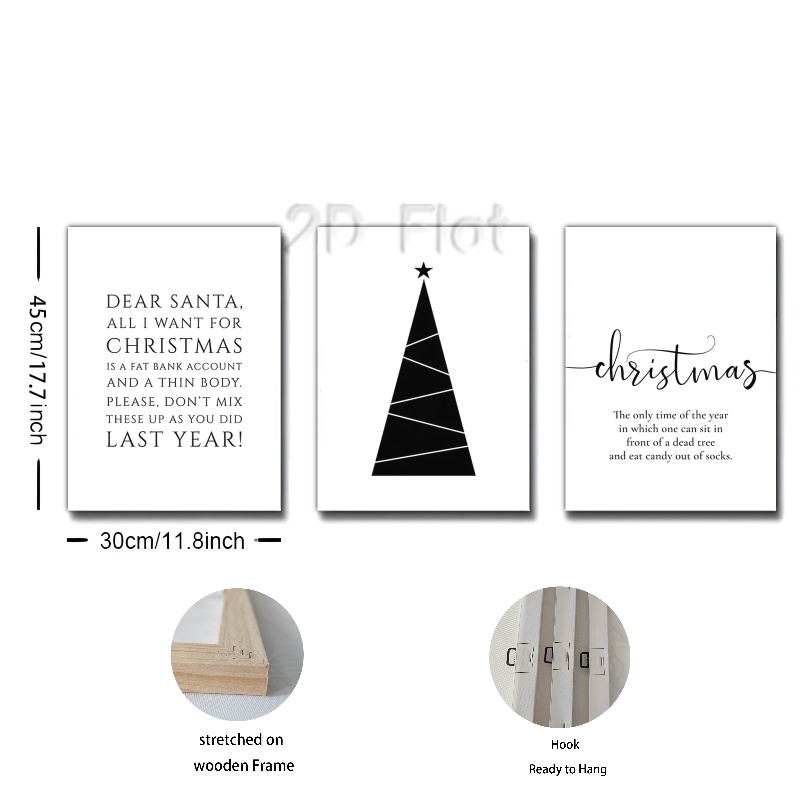 2D Flat
DEAR SANTA,
ALL I WANT FOR
CHRISTMAS
IS A FAT BANK ACCOUNT
AND A THIN BODY.
PLEASE, DON'T MIX
THESE UP AS YOU DID
LAST YEAR!
christmas
The only time of the year
in which one can sit in
front of a dead tree
and eat candy out of socks.
45cm/17.7inch
30cm/11.8inch
stretched on
wooden Frame
Hook
Ready to Hang